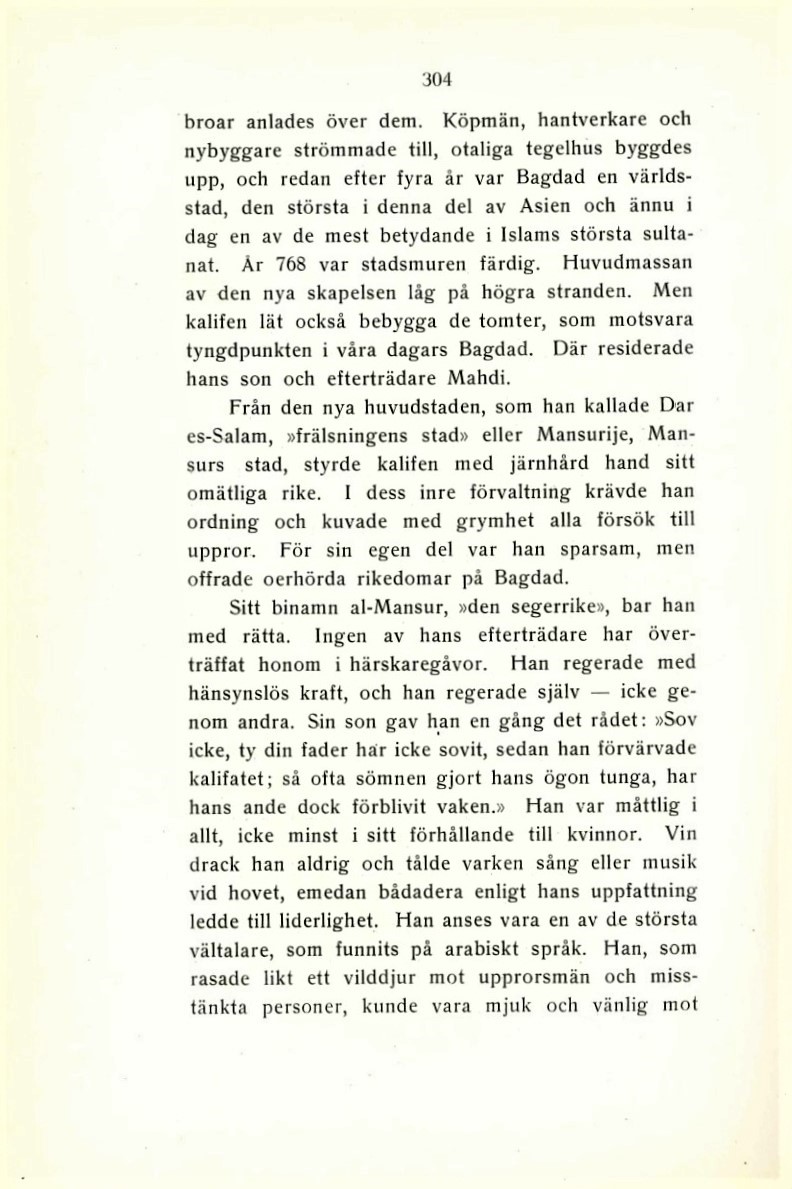 304
broar anlades över dem. Köpmän, hantverkare och
nybyggare strömmade till, otaliga tegelhus byggdes
upp, och redan efter fyra år var Bagdad en världs-
stad, den största i denna del av Asien och ännu i
dag en av de mest betydande i Islams största sulta-
nat. År 768 var stadsmuren färdig. Huvudmassan
av den nya skapelsen låg på högra stranden. Men
kalifen lät också bebygga de tomter, som motsvara
tyngdpunkten i våra dagars Bagdad. Där residerade
hans son och efterträdare Mahdi.
Från den nya huvudstaden, som han kallade Dar
es-Salam, »frälsningens stad» eller Mansurije, Man-
surs stad, styrde kalifen med järnhård hand sitt
omätliga rike. I dess inre förvaltning krävde han
ordning och kuvade med grymhet alla försök till
uppror. För sin egen del var han sparsam, men
offrade oerhörda rikedomar på Bagdad.
Sitt binamn al-Mansur, »den segerrike», bar han
med rätta. Ingen av hans efterträdare har över-
träffat honom i härskaregåvor. Han regerade med
hänsynslös kraft, och han regerade själv — icke ge-
nom andra. Sin son gav han en gång det rådet: »Sov
icke, ty din fader har icke sovit, sedan han förvärvade
kalifatet; så ofta sömnen gjort hans ögon tunga, har
hans ande dock förblivit vaken.» Han var måttlig i
allt, icke minst i sitt förhållande till kvinnor. Vin
drack han aldrig och tålde varken sång eller musik
vid hovet, emedan bådadera enligt hans uppfattning
ledde till liderlighet. Han anses vara en av de största
vältalare, som funnits på arabiskt språk. Han, som
rasade likt ett vilddjur mot upprorsmän och miss-
tänkta personer, kunde vara mjuk och vänlig mot